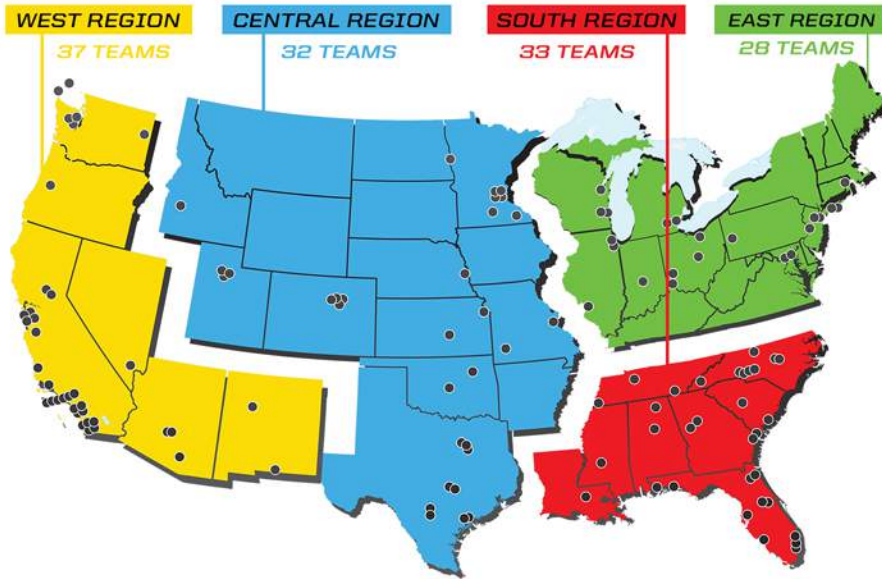 WEST REGION
37 TEAMS
CENTRAL REGION
32 TEAMS
SOUTH REGION
33 TEAMS
EAST REGION
28 TEAMS